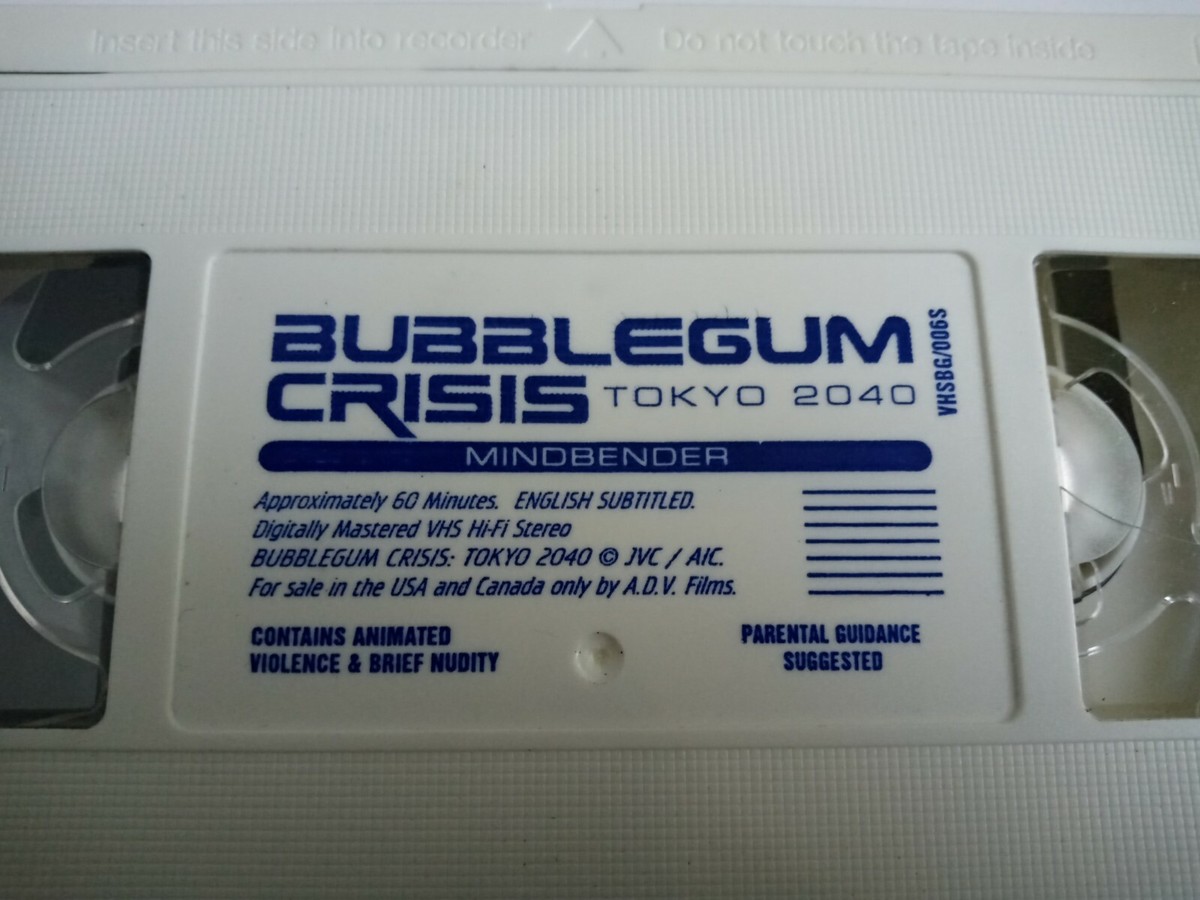 Insert this side into recorder
Do not touch the tape inside
BUBBLEGUM
CRISIS TOKYO 2040
VHSBG/006S
MINDBENDER
Approximately 60 Minutes. ENGLISH SUBTITLED.
Digitally Mastered VHS Hi-Fi Stereo
BUBBLEGUM CRISIS: TOKYO 2040 © JVC / AIC.
For sale in the USA and Canada only by A.D.V. Films.
CONTAINS ANIMATED
VIOLENCE & BRIEF NUDITY
PARENTAL GUIDANCE
SUGGESTED